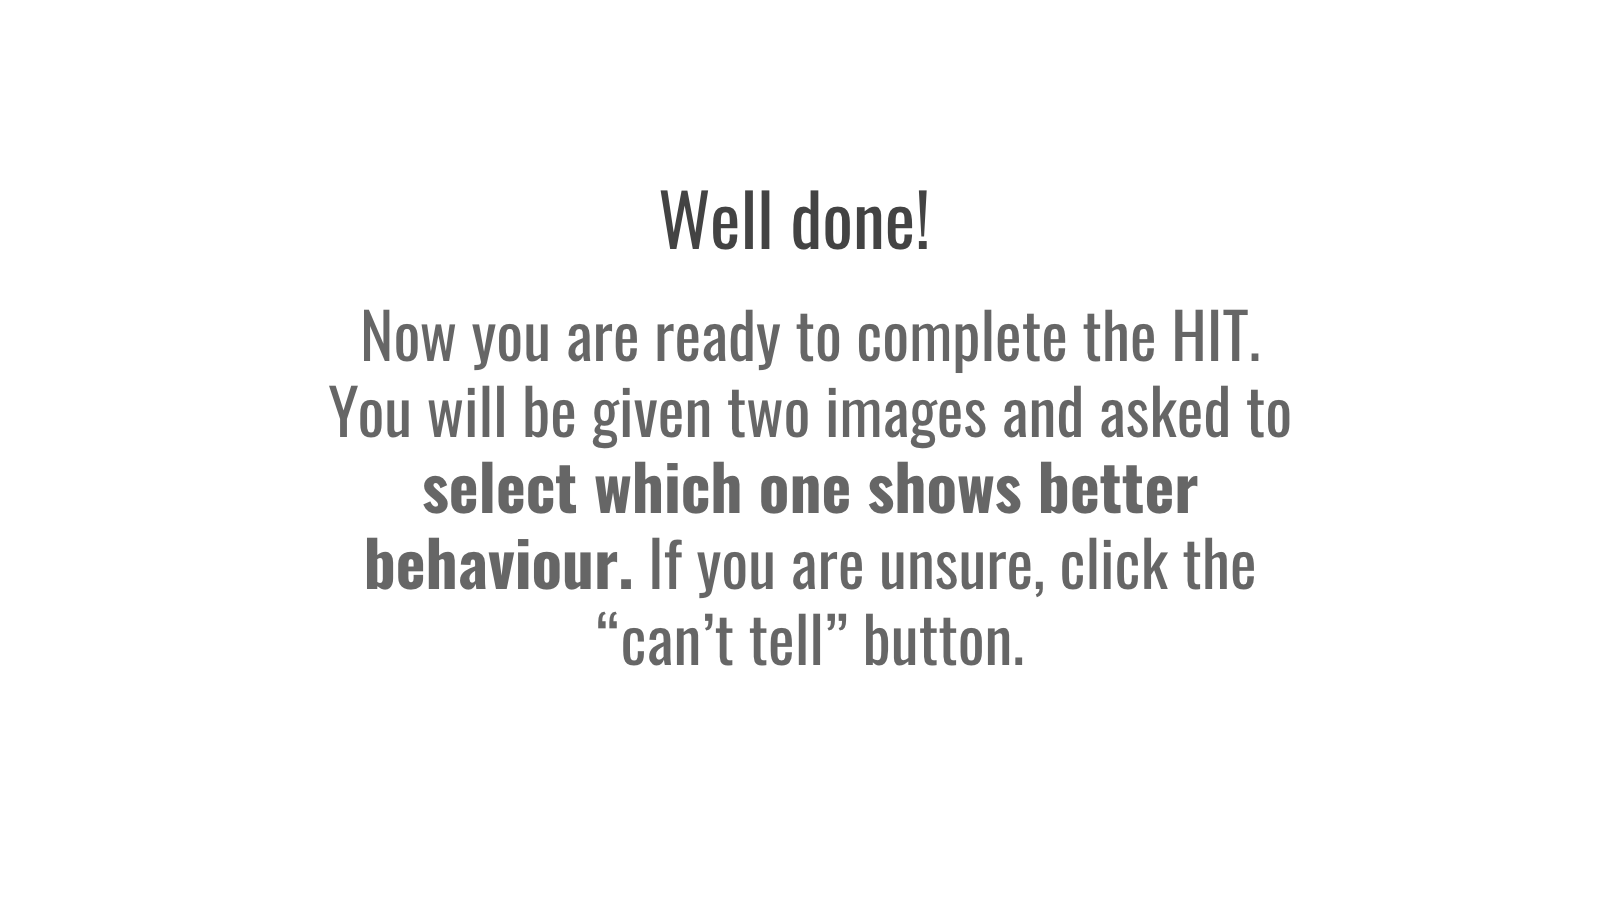 Well done!
Now you are ready to complete the HIT.
You will be given two images and asked to
select which one shows better
behaviour. If you are unsure, click the
“can’t tell” button.